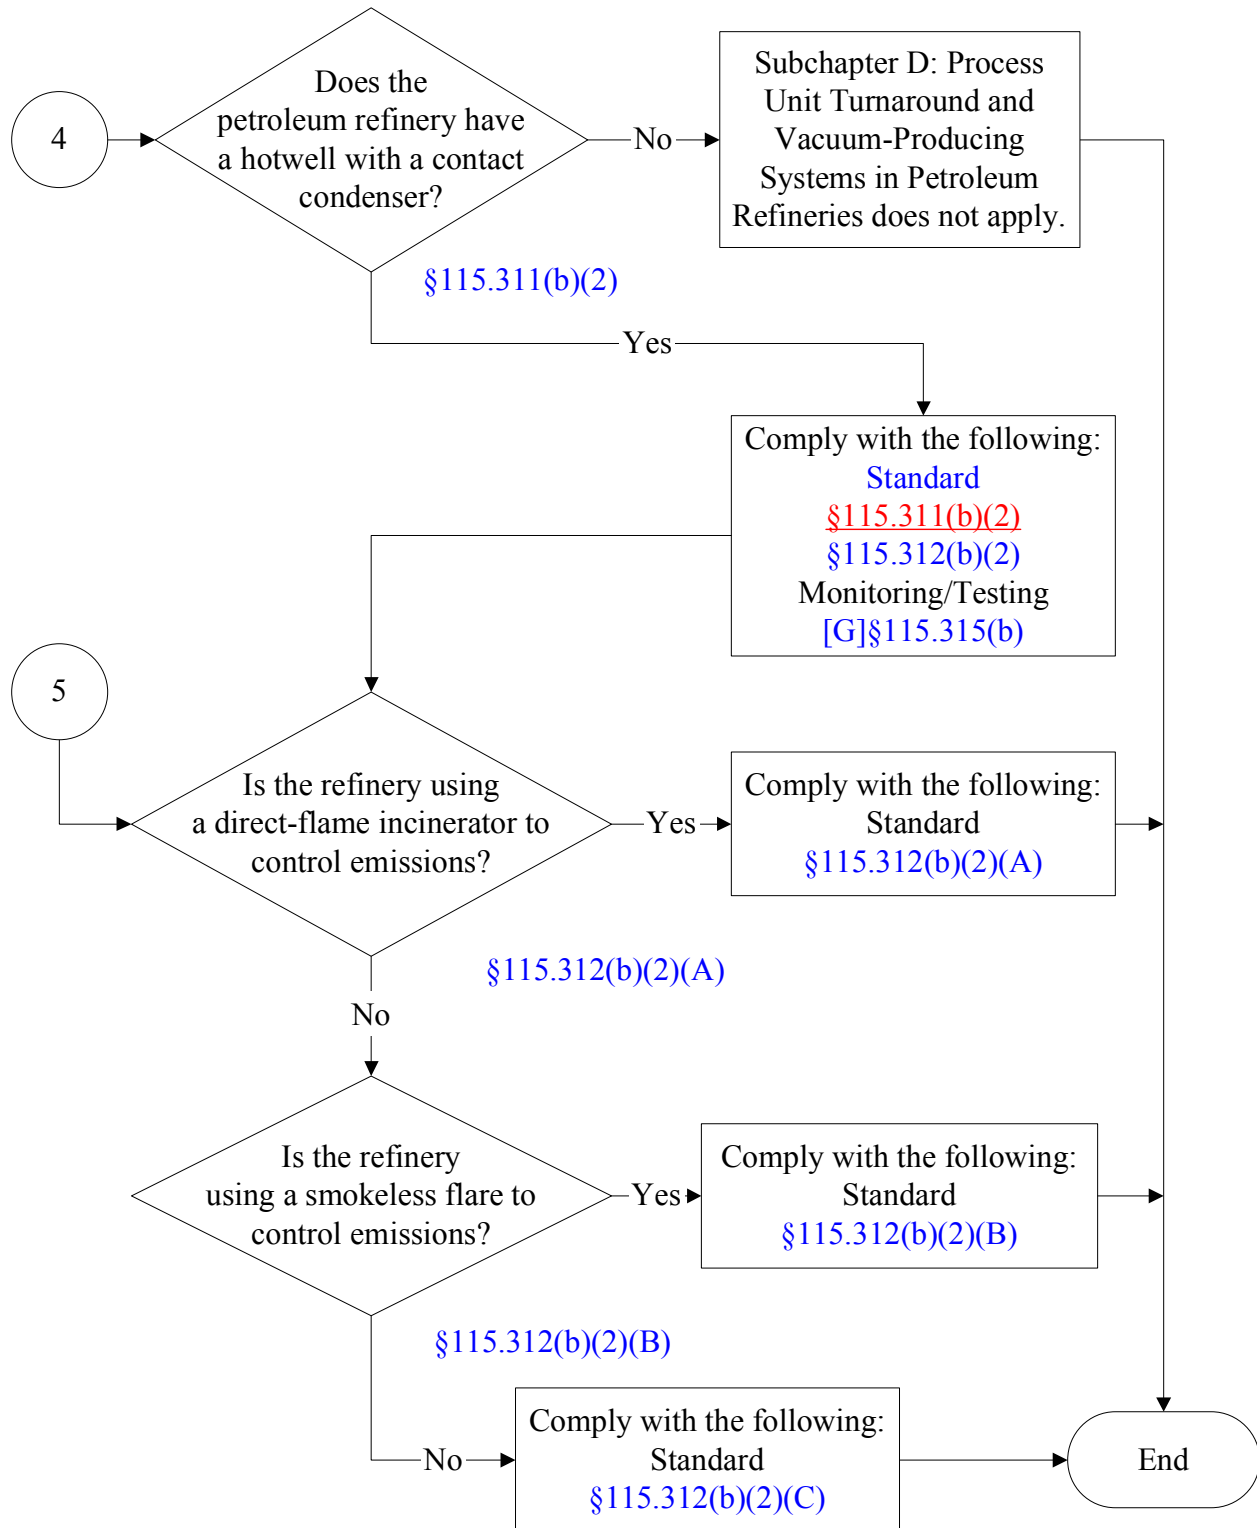 4
Does the
petroleum refinery have
a hotwell with a contact
condenser?
No
Subchapter D: Process
Unit Turnaround and
Vacuum-Producing
Systems in Petroleum
Refineries does not apply.
§115.311(b)(2)
Yes
Comply with the following:
Standard
§115.311(b)(2)
§115.312(b)(2)
Monitoring/Testing
[G]§115.315(b)
5
Is the refinery using
a direct-flame incinerator to
control emissions?
Yes
Comply with the following:
Standard
§115.312(b)(2)(A)
§115.312(b)(2)(A)
No
Is the refinery
using a smokeless flare to
control emissions?
Yes
Comply with the following:
Standard
§115.312(b)(2)(B)
§115.312(b)(2)(B)
No
Comply with the following:
Standard
§115.312(b)(2)(C)
End